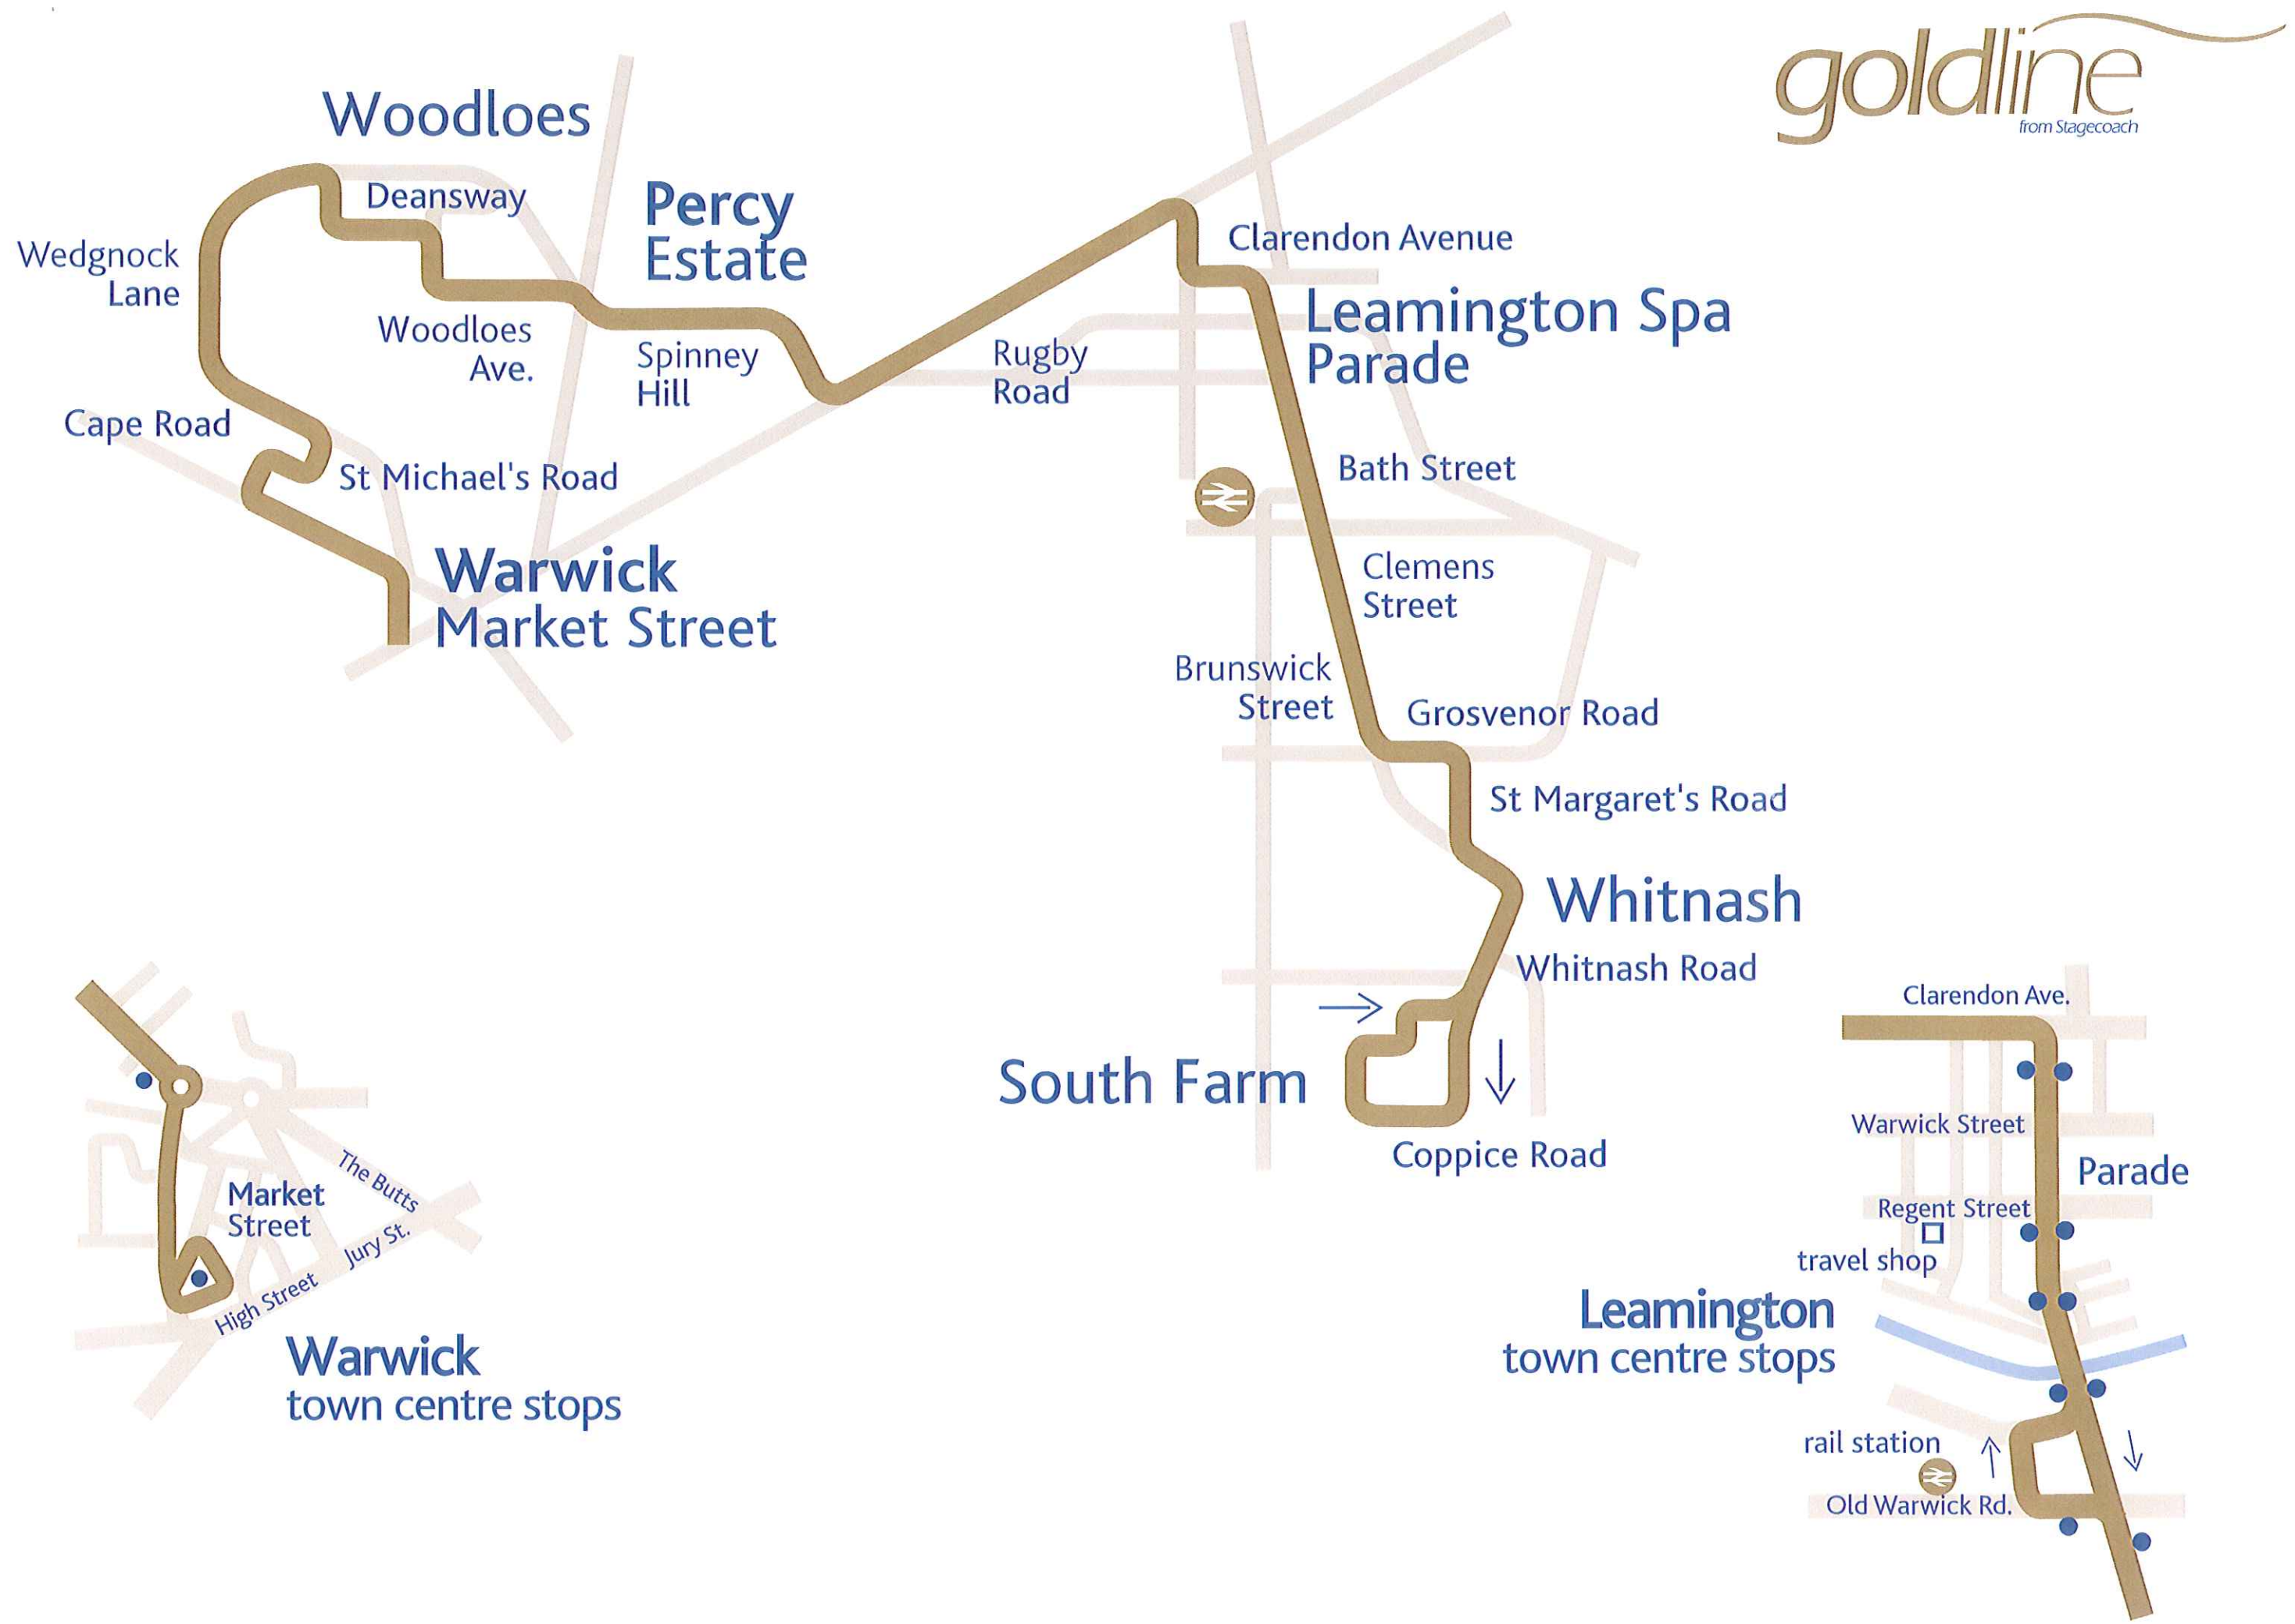 goldline
from Stagecoach
Woodloes
Deansway
Percy
Estate
Wedgnock
Lane
Woodloes
Ave.
Spinney
Hill
Cape Road
St Michael's Road
Warwick
Market Street
Rugby
Road
Clarendon Avenue
Leamington Spa
Parade
Bath Street
Clemens
Street
Brunswick
Street
Grosvenor Road
St Margaret's Road
Whitnash
Whitnash Road
South Farm
Coppice Road
Market
Street
The Butts
Jury St.
High Street
Warwick
town centre stops
Clarendon Ave.
Warwick Street
Parade
Regent Street
travel shop
Leamington
town centre stops
rail station
Old Warwick Rd.